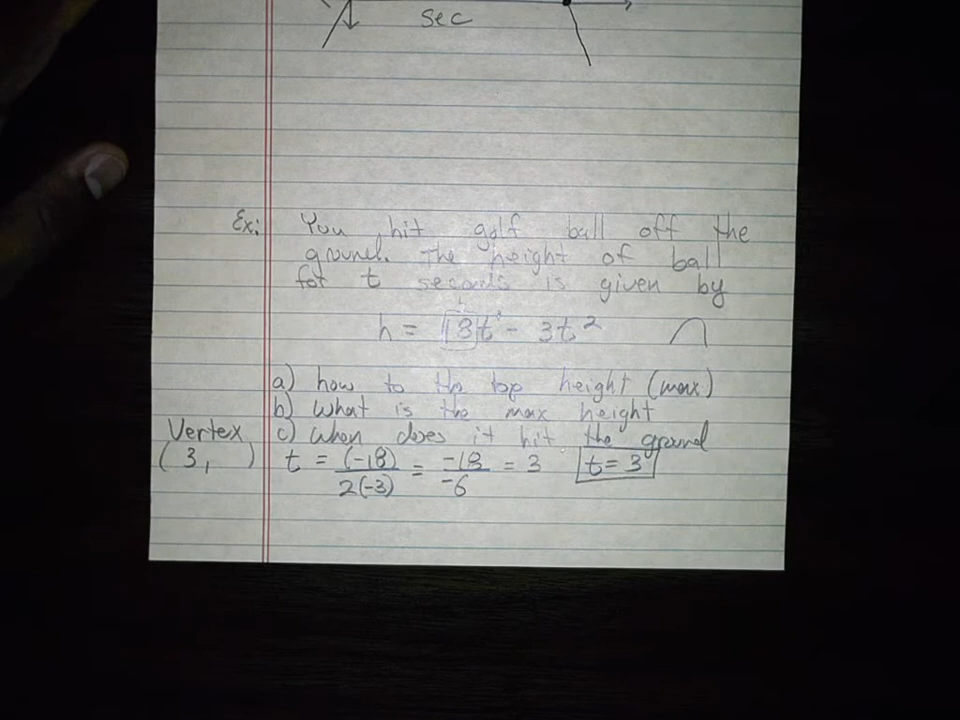 sec
Ex: You hit golf ball off the
ground. The height of ball
for t seconds is given by
h = 18t - 3t²
a) how to the top height (max)
b) What is the max height
c) When does it hit the ground
Vertex
(3, ) t = (-18)/2(-3) = -18/-6 = 3 t = 3